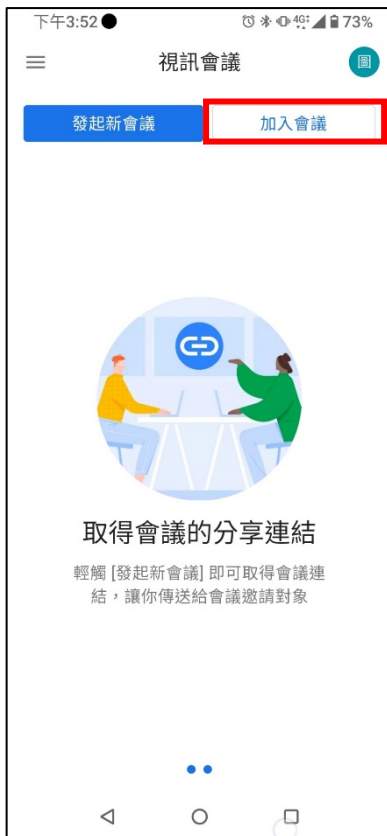 下午3:52
4G 73%
視訊會議
圖
發起新會議
加入會議
取得會議的分享連結
輕觸 [發起新會議] 即可取得會議連
結，讓你傳送給會議邀請對象